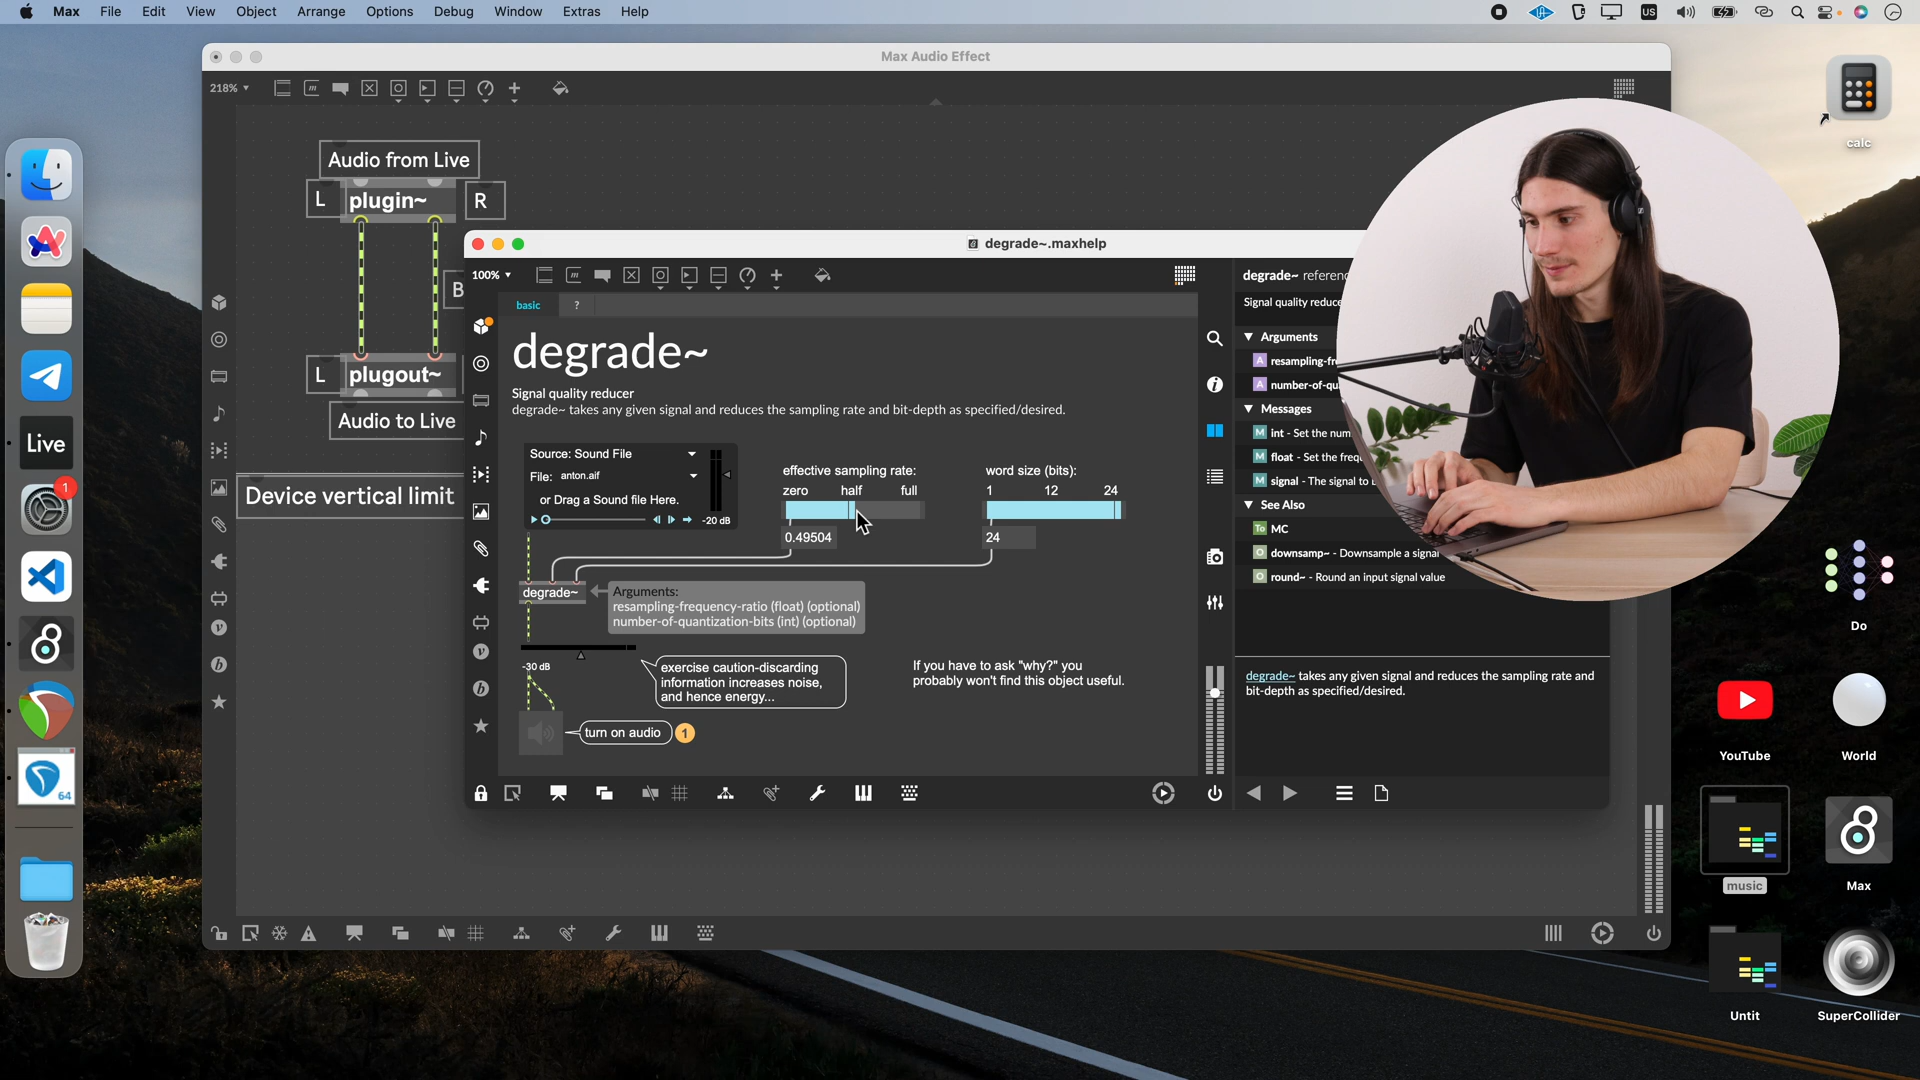 Max File Edit View Object Arrange Options Debug Window Extras Help
US
Max Audio Effect
218%
Audio from Live
L plugin~ R
B
L plugout~
Audio to Live
Device vertical limit
degrade~.maxhelp
100%
basic ?
degrade~
Signal quality reducer
degrade~ takes any given signal and reduces the sampling rate and bit-depth as specified/desired.
Source: Sound File
File: anton.aif
or Drag a Sound file Here.
-20 dB
effective sampling rate:
zero half full
0.49504
word size (bits):
1 12 24
24
degrade~
Arguments:
resampling-frequency-ratio (float) (optional)
number-of-quantization-bits (int) (optional)
-30 dB
exercise caution-discarding
information increases noise,
and hence energy...
If you have to ask "why?" you
probably won't find this object useful.
turn on audio 1
degrade~ referenc
Signal quality reduce
Arguments
A resampling-fr
A number-of-qu
Messages
M int - Set the num
M float - Set the freq
M signal - The signal to
See Also
To MC
O downsamp~ - Downsample a signal
O round~ - Round an input signal value
degrade~ takes any given signal and reduces the sampling rate and
bit-depth as specified/desired.
Live
1
64
calc
Do
YouTube
World
music
Max
Untit
SuperCollider